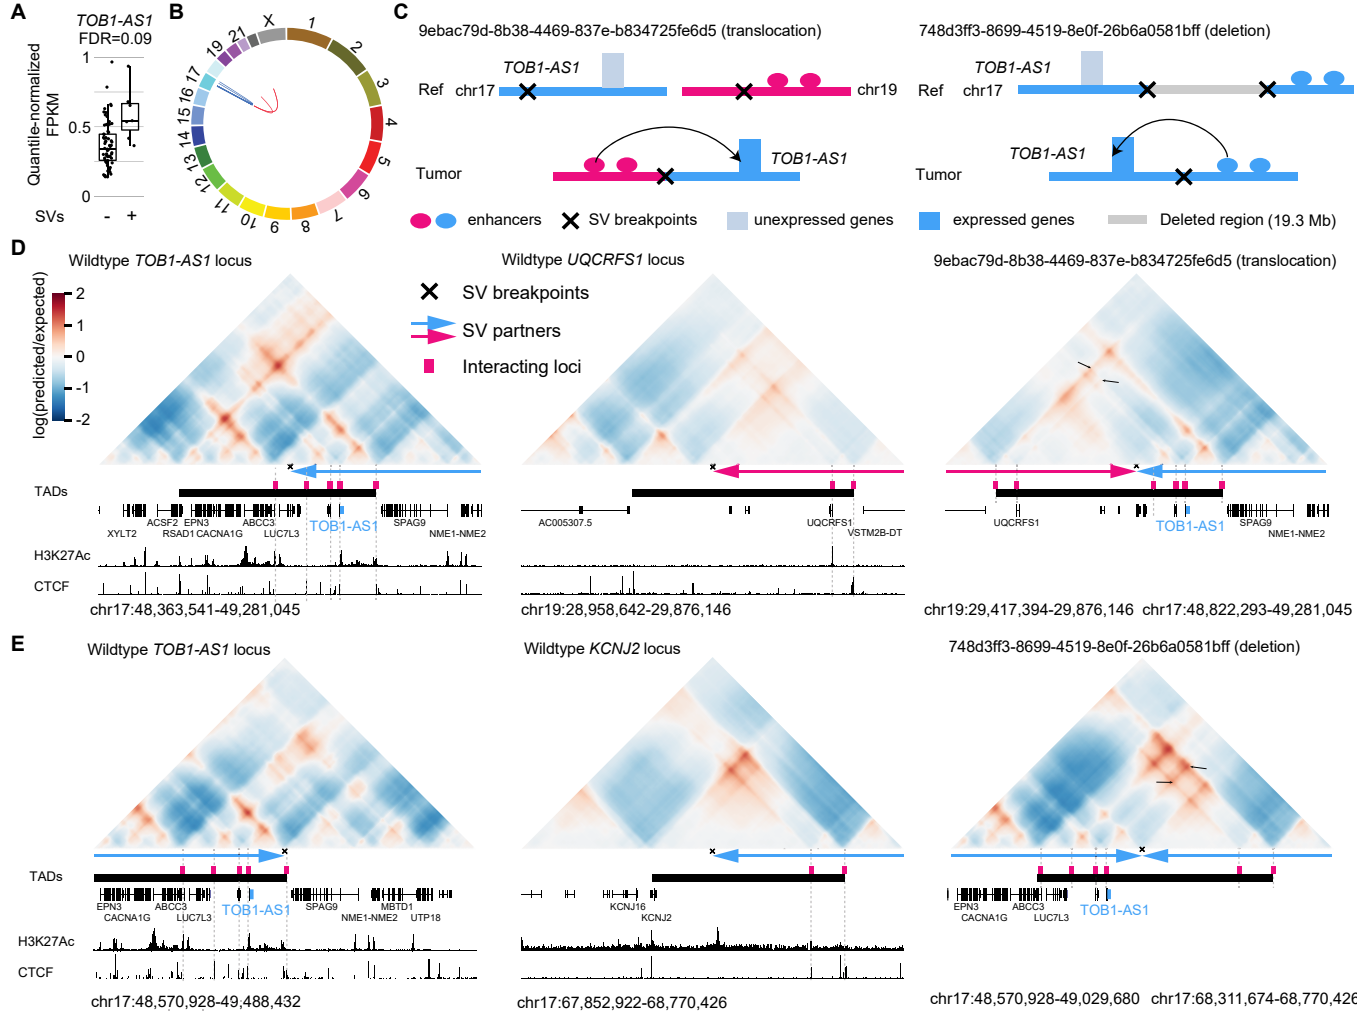 A
TOB1-AS1
FDR=0.09
Quantile-normalized
FPKM
1
0.5
0
SVs - +
B
X
1
2
3
4
5
6
7
8
9
10
11
12
13
14
15
16
17
19
21
C
9ebac79d-8b38-4469-837e-b834725fe6d5 (translocation)
748d3ff3-8699-4519-8e0f-26b6a0581bff (deletion)
TOB1-AS1
TOB1-AS1
Ref chr17
chr19
Ref chr17
TOB1-AS1
TOB1-AS1
Tumor
Tumor
enhancers
SV breakpoints
unexpressed genes
expressed genes
Deleted region (19.3 Mb)
D
Wildtype TOB1-AS1 locus
Wildtype UQCRFS1 locus
9ebac79d-8b38-4469-837e-b834725fe6d5 (translocation)
log(predicted/expected)
2
1
0
-1
-2
SV breakpoints
SV partners
Interacting loci
TADs
ACSF2 EPN3 ABCC3
XYLT2 RSAD1 CACNA1G LUC7L3
TOB1-AS1
SPAG9
NME1-NME2
AC005307.5
UQCRFS1
VSTM2B-DT
UQCRFS1
TOB1-AS1
SPAG9
NME1-NME2
H3K27Ac
CTCF
chr17:48,363,541-49,281,045
chr19:28,958,642-29,876,146
chr19:29,417,394-29,876,146 chr17:48,822,293-49,281,045
E
Wildtype TOB1-AS1 locus
Wildtype KCNJ2 locus
748d3ff3-8699-4519-8e0f-26b6a0581bff (deletion)
TADs
EPN3 ABCC3
CACNA1G LUC7L3
TOB1-AS1
SPAG9 MBTD1
NME1-NME2 UTP18
KCNJ16
KCNJ2
EPN3 ABCC3
CACNA1G LUC7L3
TOB1-AS1
H3K27Ac
CTCF
chr17:48,570,928-49,488,432
chr17:67,852,922-68,770,426
chr17:48,570,928-49,029,680 chr17:68,311,674-68,770,426